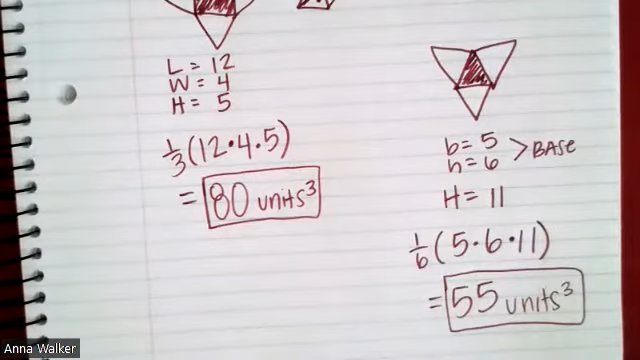 L = 12
W = 4
H = 5
1/3(12·4·5)
= 80 units³
b = 5
h = 6
> BASE
H = 11
1/6(5·6·11)
= 55 units³
Anna Walker